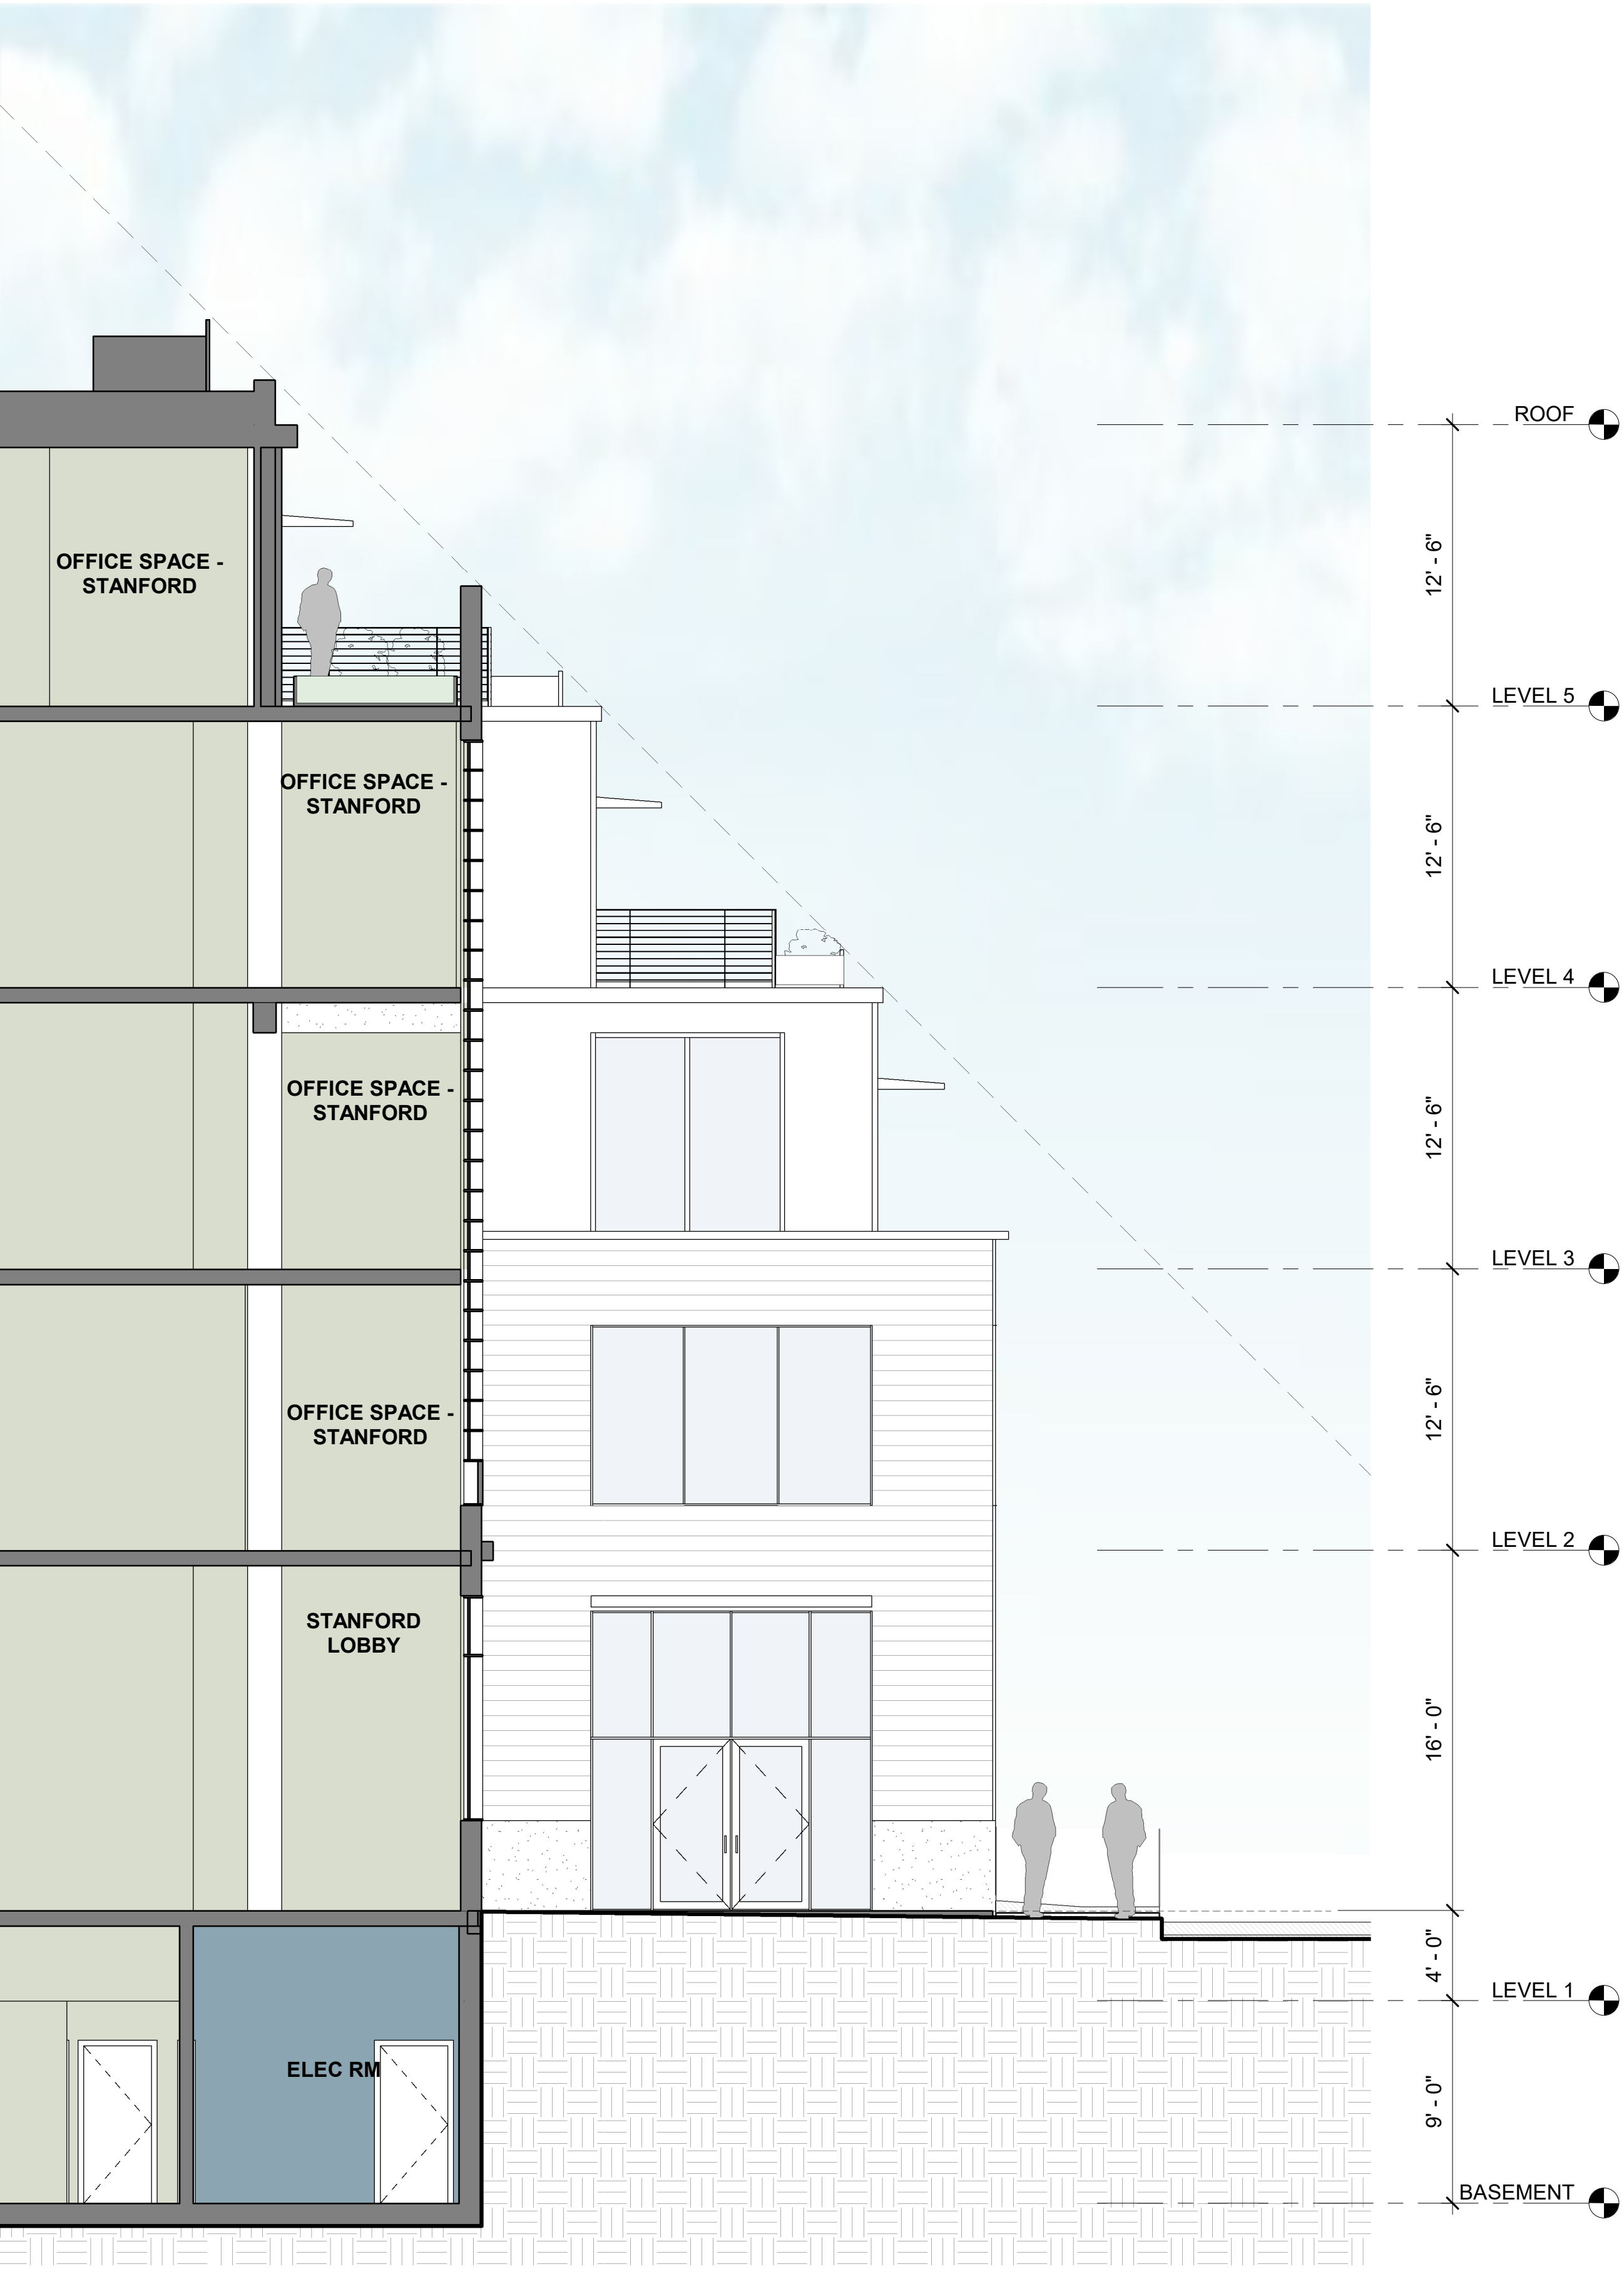 ROOF
12' - 6"
OFFICE SPACE -
STANFORD
LEVEL 5
OFFICE SPACE -
STANFORD
12' - 6"
LEVEL 4
OFFICE SPACE -
STANFORD
12' - 6"
LEVEL 3
OFFICE SPACE -
STANFORD
12' - 6"
LEVEL 2
STANFORD
LOBBY
16' - 0"
4' - 0"
LEVEL 1
ELEC RM
9' - 0"
BASEMENT